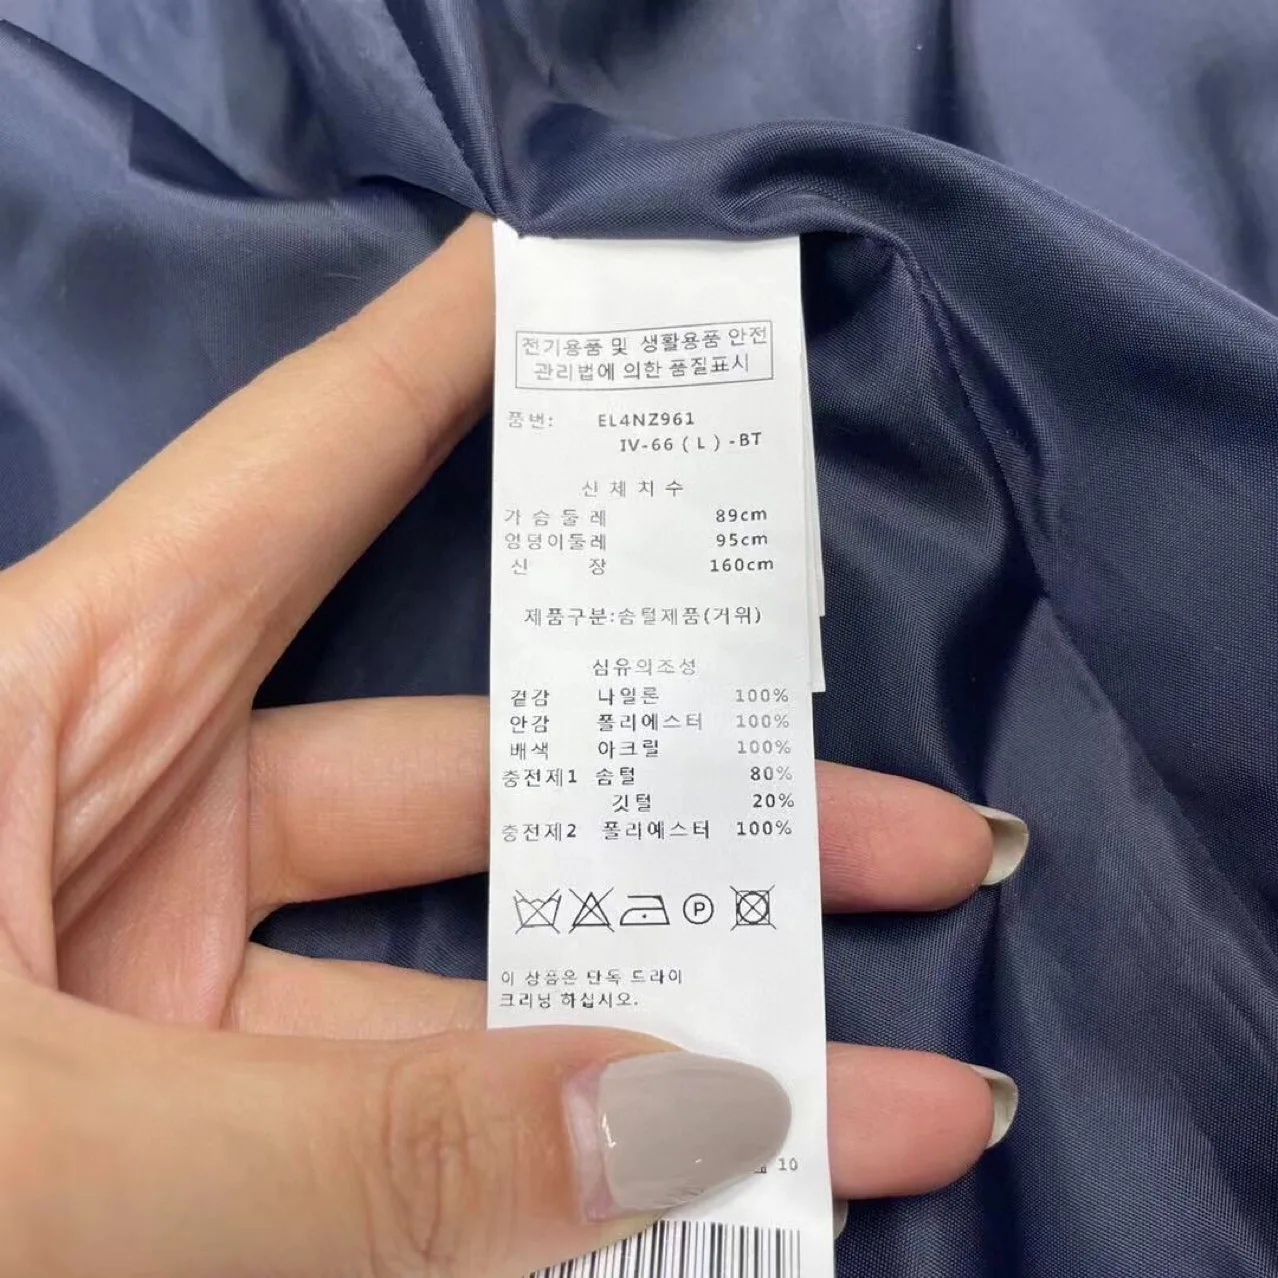 전기용품 및 생활용품 안전
관리법에 의한 품질표시
품번: EL4NZ961
IV-66 ( L ) -BT
신체치수
가슴둘레 89cm
엉덩이둘레 95cm
신 장 160cm
제품구분:솜털제품(거위)
심유의조성
겉감 나일론 100%
안감 폴리에스터 100%
배색 아크릴 100%
충전제1 솜털 80%
깃털 20%
충전제2 폴리에스터 100%
P
이 상품은 단독 드라이
크리닝 하십시오.
10